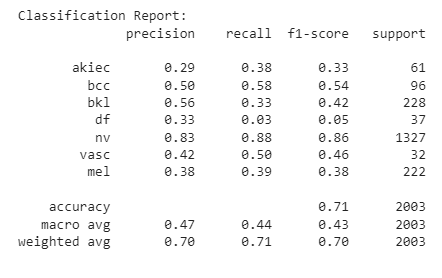 Classification Report:
precision recall f1-score support
akiec 0.29 0.38 0.33 61
bcc 0.50 0.58 0.54 96
bkl 0.56 0.33 0.42 228
df 0.33 0.03 0.05 37
nv 0.83 0.88 0.86 1327
vasc 0.42 0.50 0.46 32
mel 0.38 0.39 0.38 222
accuracy 0.71 2003
macro avg 0.47 0.44 0.43 2003
weighted avg 0.70 0.71 0.70 2003